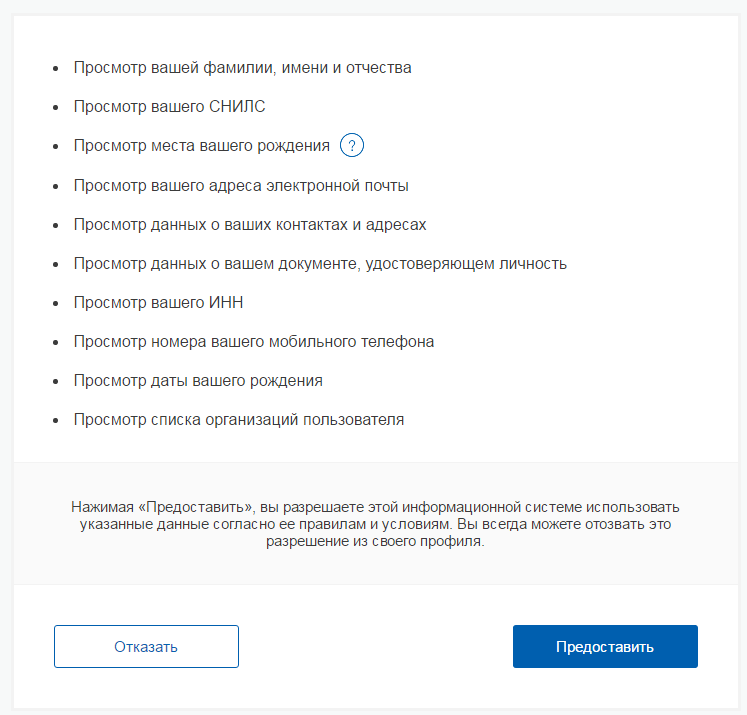 Просмотр вашей фамилии, имени и отчества
Просмотр вашего СНИЛС
Просмотр места вашего рождения ?
Просмотр вашего адреса электронной почты
Просмотр данных о ваших контактах и адресах
Просмотр данных о вашем документе, удостоверяющем личность
Просмотр вашего ИНН
Просмотр номера вашего мобильного телефона
Просмотр даты вашего рождения
Просмотр списка организаций пользователя
Нажимая «Предоставить», вы разрешаете этой информационной системе использовать
указанные данные согласно ее правилам и условиям. Вы всегда можете отозвать это
разрешение из своего профиля.
Отказать
Предоставить